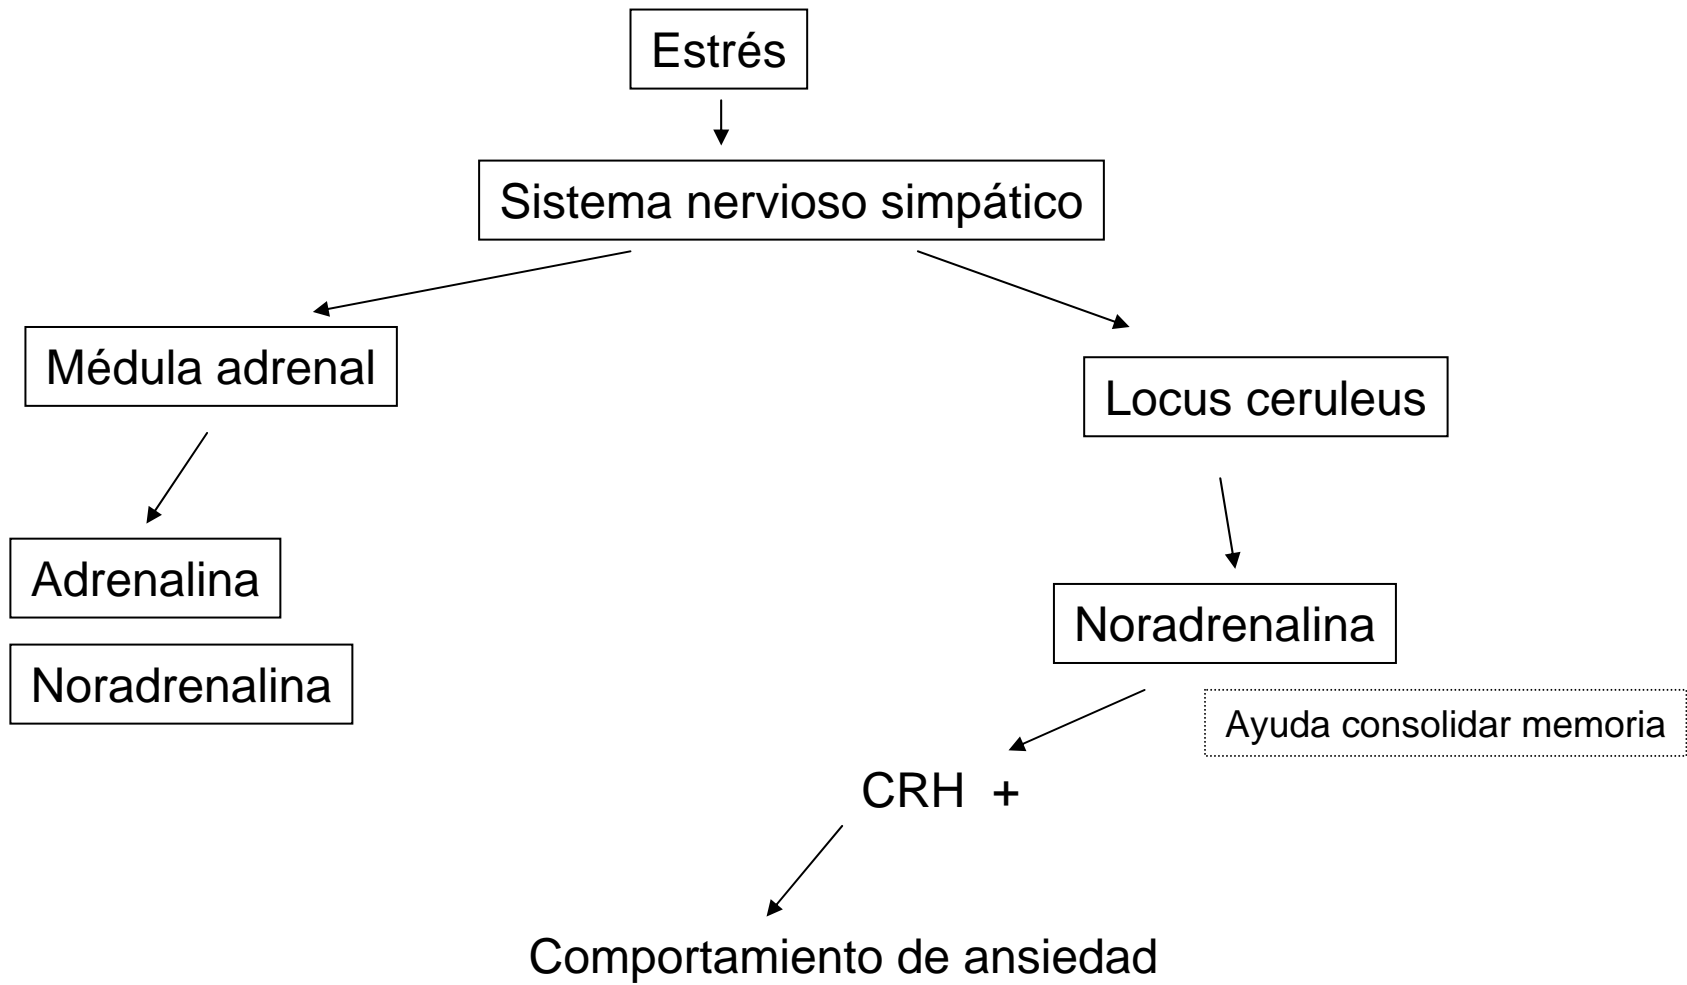 Estrés
Sistema nervioso simpático
Médula adrenal
Locus ceruleus
Adrenalina
Noradrenalina
Noradrenalina
Ayuda consolidar memoria
CRH +
Comportamiento de ansiedad